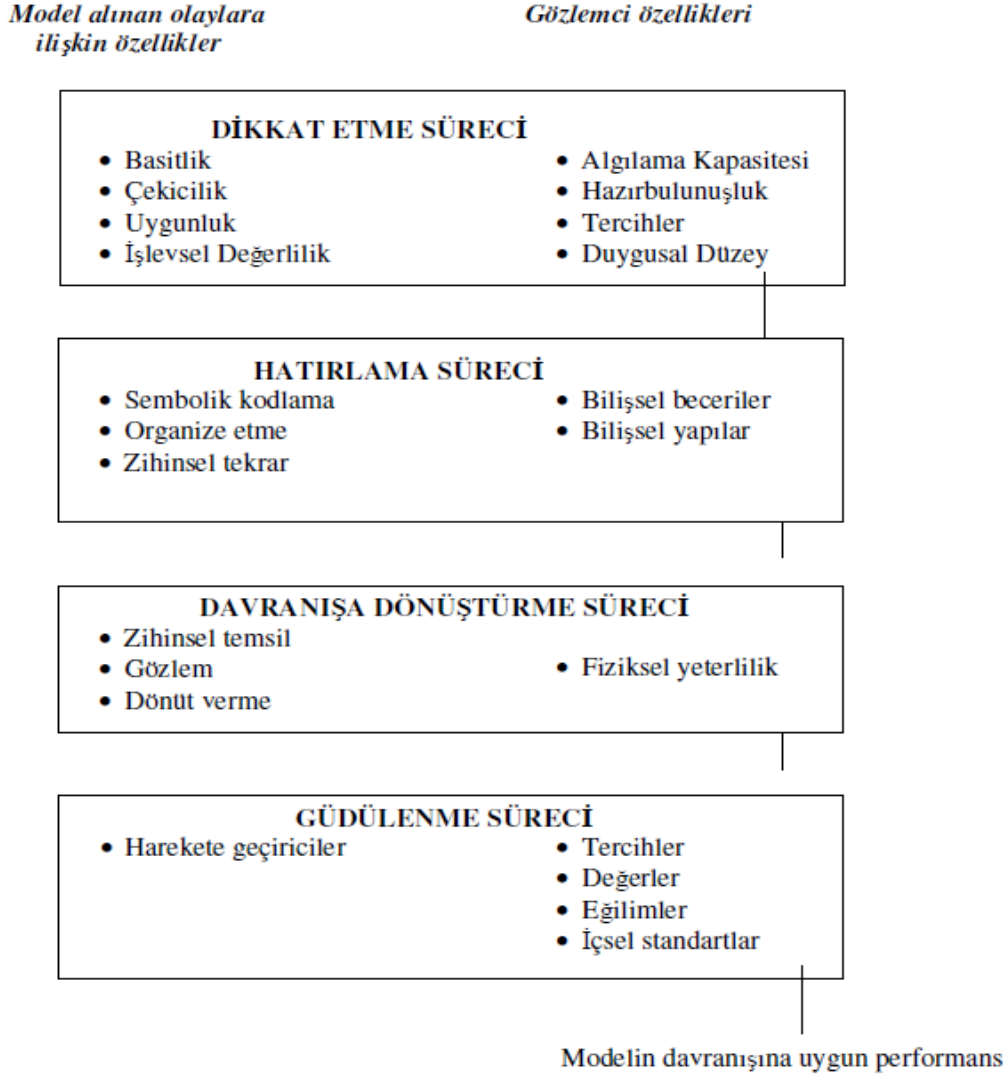 Model alınan olaylara
ilişkin özellikler
Gözlemci özellikleri
DİKKAT ETME SÜRECİ
• Basitlik
• Çekicilik
• Uygunluk
• İşlevsel Değerlilik
• Algılama Kapasitesi
• Hazırbulunuşluk
• Tercihler
• Duygusal Düzey
HATIRLAMA SÜRECİ
• Sembolik kodlama
• Organize etme
• Zihinsel tekrar
• Bilişsel beceriler
• Bilişsel yapılar
DAVRANIŞA DÖNÜŞTÜRME SÜRECİ
• Zihinsel temsil
• Gözlem
• Dönüt verme
• Fiziksel yeterlilik
GÜDÜLENME SÜRECİ
• Harekete geçiriciler
• Tercihler
• Değerler
• Eğilimler
• İçsel standartlar
Modelin davranışına uygun performans